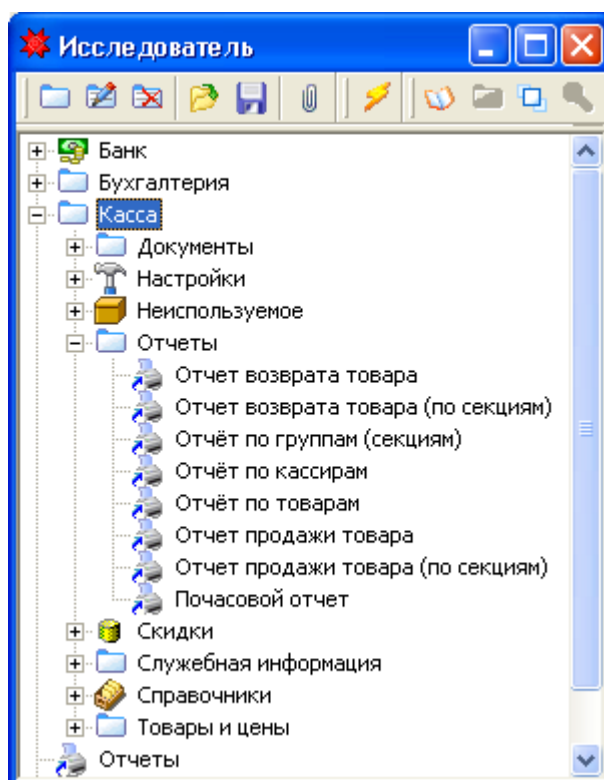 Исследователь
Банк
Бухгалтерия
Касса
Документы
Настройки
Неиспользуемое
Отчеты
Отчет возврата товара
Отчет возврата товара (по секциям)
Отчёт по группам (секциям)
Отчёт по кассирам
Отчёт по товарам
Отчет продажи товара
Отчет продажи товара (по секциям)
Почасовой отчет
Скидки
Служебная информация
Справочники
Товары и цены
Отчеты